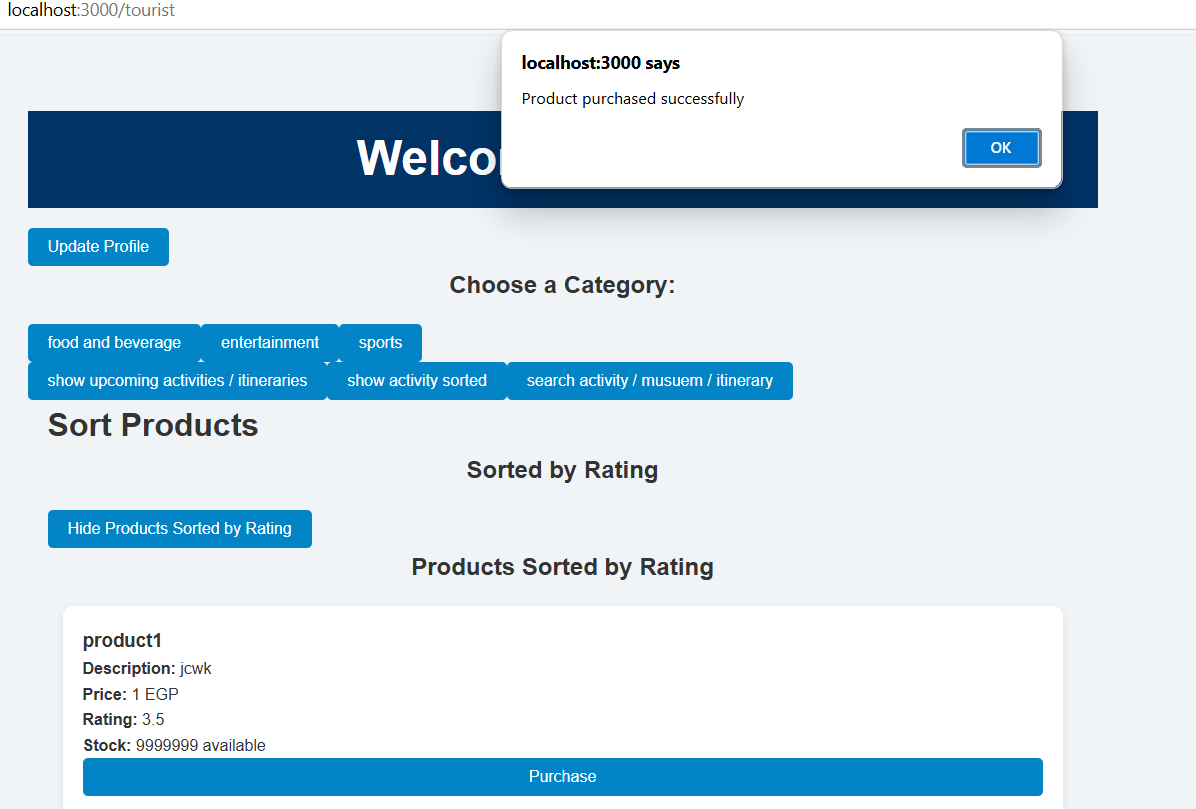 localhost:3000/tourist
localhost:3000 says
Product purchased successfully
OK
Update Profile
Choose a Category:
food and beverage entertainment sports
show upcoming activities / itineraries show activity sorted search activity / musuem / itinerary
Sort Products
Sorted by Rating
Hide Products Sorted by Rating
Products Sorted by Rating
product1
Description: jcwk
Price: 1 EGP
Rating: 3.5
Stock: 9999999 available
Purchase